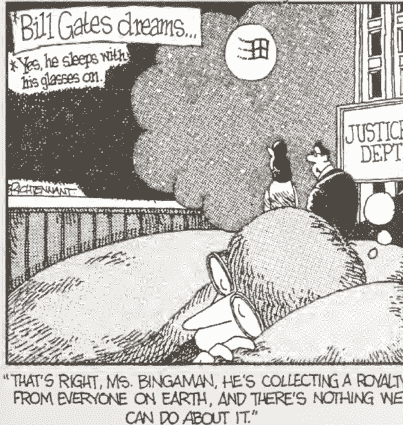 "Bill Gates dreams...
* Yes, he sleeps with
his glasses on.
RICHTENNANT
JUSTICE
DEPT.
"THAT'S RIGHT, MS. BINGAMAN, HE'S COLLECTING A ROYALTY
FROM EVERYONE ON EARTH, AND THERE'S NOTHING WE
CAN DO ABOUT IT."